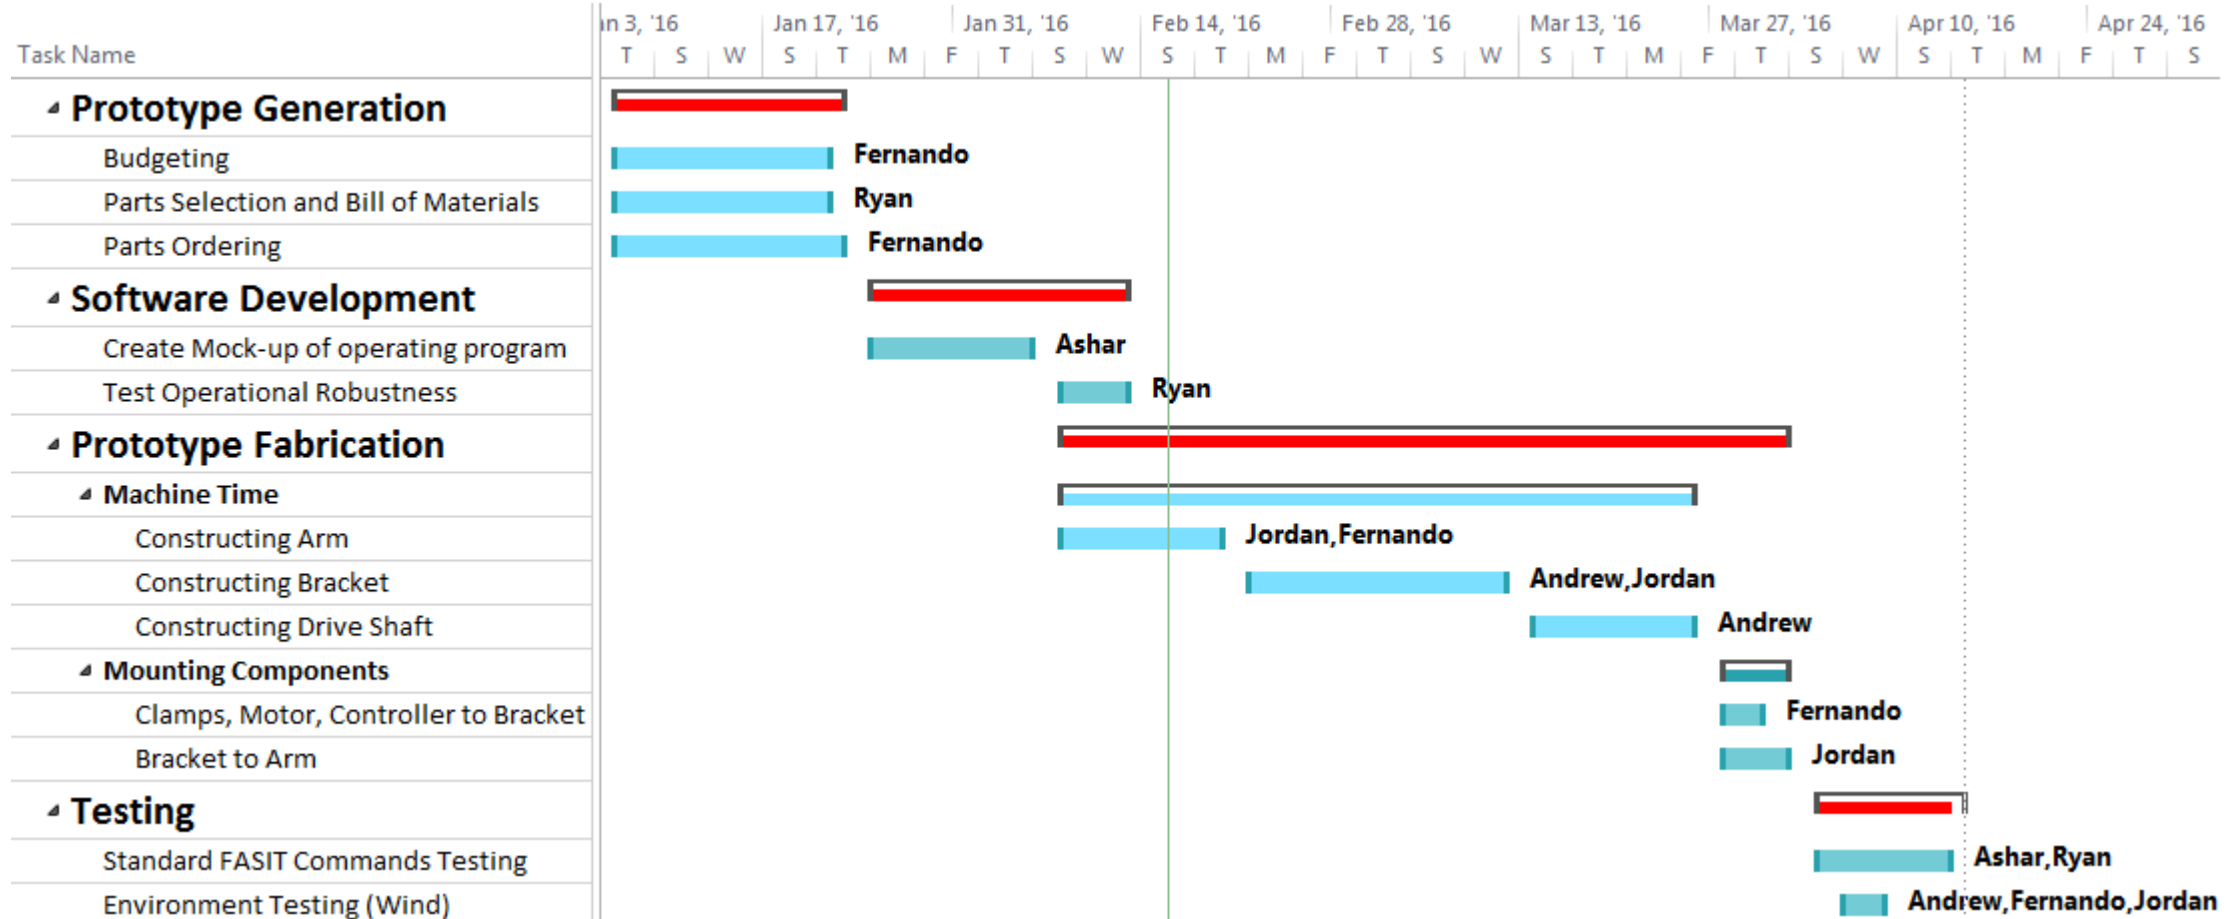 n 3, '16 Jan 17, '16 Jan 31, '16 Feb 14, '16 Feb 28, '16 Mar 13, '16 Mar 27, '16 Apr 10, '16 Apr 24, '16
Task Name T S W S T M F T S W S T M F T S W S T M F T S W S T M F T S
Prototype Generation
Budgeting Fernando
Parts Selection and Bill of Materials Ryan
Parts Ordering Fernando
Software Development
Create Mock-up of operating program Ashar
Test Operational Robustness Ryan
Prototype Fabrication
Machine Time
Constructing Arm Jordan,Fernando
Constructing Bracket Andrew,Jordan
Constructing Drive Shaft Andrew
Mounting Components
Clamps, Motor, Controller to Bracket Fernando
Bracket to Arm Jordan
Testing
Standard FASIT Commands Testing Ashar,Ryan
Environment Testing (Wind) Andrew,Fernando,Jordan